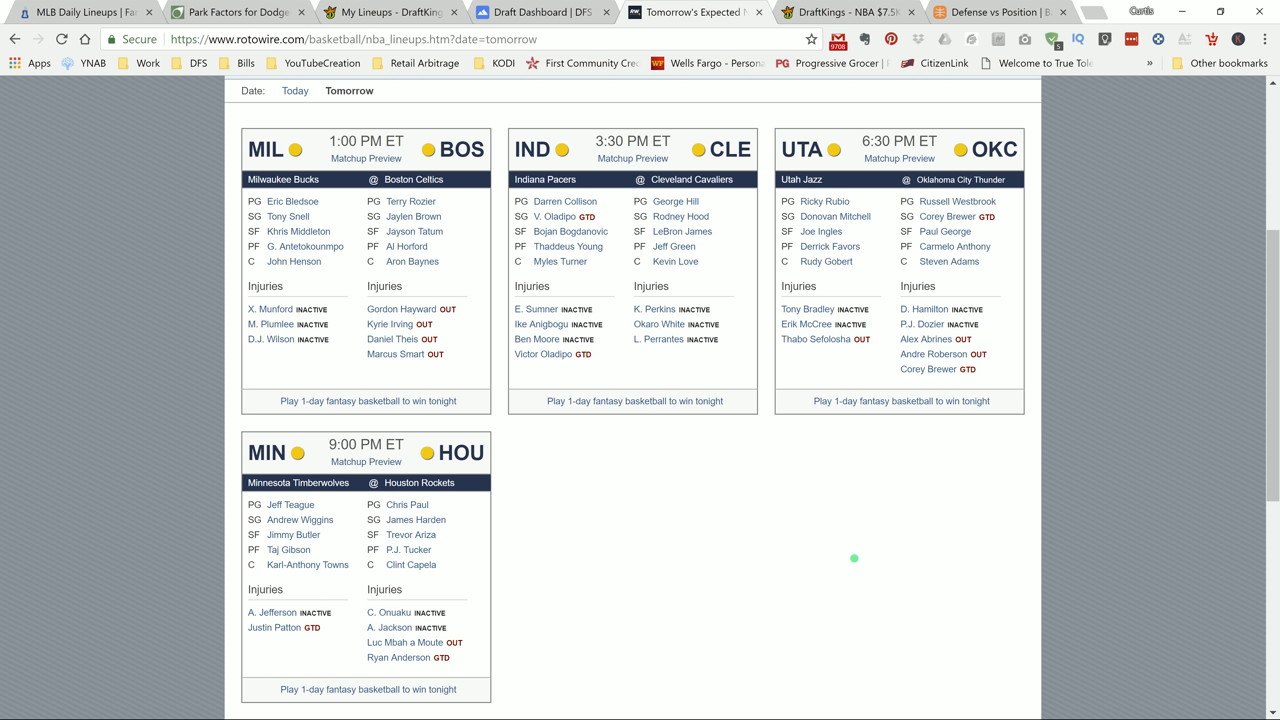 MLB Daily Lineups | Fan
Park Factors for Dodge
My Lineups - DraftKing
Draft Dashboard | DFS
Tomorrow's Expected N
DraftKings - NBA $7.5K
Defense vs Position | B
Curtis
Secure
https://www.rotowire.com/basketball/nba_lineups.htm?date=tomorrow
9708
5
Apps
YNAB
Work
DFS
Bills
YouTubeCreation
Retail Arbitrage
KODI
First Community Cre
Wells Fargo - Persona
Progressive Grocer |
CitizenLink
Welcome to True Tole
»
Other bookmarks
Date: Today Tomorrow
MIL 1:00 PM ET BOS
Matchup Preview
Milwaukee Bucks @ Boston Celtics
PG Eric Bledsoe PG Terry Rozier
SG Tony Snell SG Jaylen Brown
SF Khris Middleton SF Jayson Tatum
PF G. Antetokounmpo PF Al Horford
C John Henson C Aron Baynes
Injuries Injuries
X. Munford INACTIVE Gordon Hayward OUT
M. Plumlee INACTIVE Kyrie Irving OUT
D.J. Wilson INACTIVE Daniel Theis OUT
Marcus Smart OUT
Play 1-day fantasy basketball to win tonight
IND 3:30 PM ET CLE
Matchup Preview
Indiana Pacers @ Cleveland Cavaliers
PG Darren Collison PG George Hill
SG V. Oladipo GTD SG Rodney Hood
SF Bojan Bogdanovic SF LeBron James
PF Thaddeus Young PF Jeff Green
C Myles Turner C Kevin Love
Injuries Injuries
E. Sumner INACTIVE K. Perkins INACTIVE
Ike Anigbogu INACTIVE Okaro White INACTIVE
Ben Moore INACTIVE L. Perrantes INACTIVE
Victor Oladipo GTD
Play 1-day fantasy basketball to win tonight
UTA 6:30 PM ET OKC
Matchup Preview
Utah Jazz @ Oklahoma City Thunder
PG Ricky Rubio PG Russell Westbrook
SG Donovan Mitchell SG Corey Brewer GTD
SF Joe Ingles SF Paul George
PF Derrick Favors PF Carmelo Anthony
C Rudy Gobert C Steven Adams
Injuries Injuries
Tony Bradley INACTIVE D. Hamilton INACTIVE
Erik McCree INACTIVE P.J. Dozier INACTIVE
Thabo Sefolosha OUT Alex Abrines OUT
Andre Roberson OUT
Corey Brewer GTD
Play 1-day fantasy basketball to win tonight
MIN 9:00 PM ET HOU
Matchup Preview
Minnesota Timberwolves @ Houston Rockets
PG Jeff Teague PG Chris Paul
SG Andrew Wiggins SG James Harden
SF Jimmy Butler SF Trevor Ariza
PF Taj Gibson PF P.J. Tucker
C Karl-Anthony Towns C Clint Capela
Injuries Injuries
A. Jefferson INACTIVE C. Onuaku INACTIVE
Justin Patton GTD A. Jackson INACTIVE
Luc Mbah a Moute OUT
Ryan Anderson GTD
Play 1-day fantasy basketball to win tonight